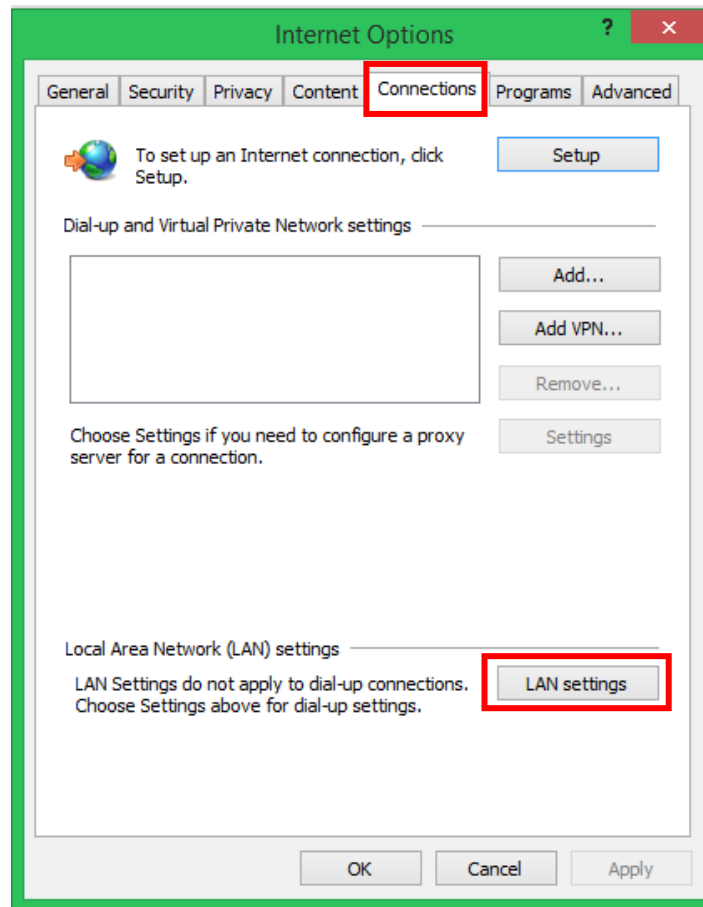 Internet Options
?
General Security Privacy Content Connections Programs Advanced
To set up an Internet connection, click
Setup.
Setup
Dial-up and Virtual Private Network settings
Add...
Add VPN...
Remove...
Choose Settings if you need to configure a proxy
server for a connection.
Settings
Local Area Network (LAN) settings
LAN Settings do not apply to dial-up connections.
Choose Settings above for dial-up settings.
LAN settings
OK Cancel Apply